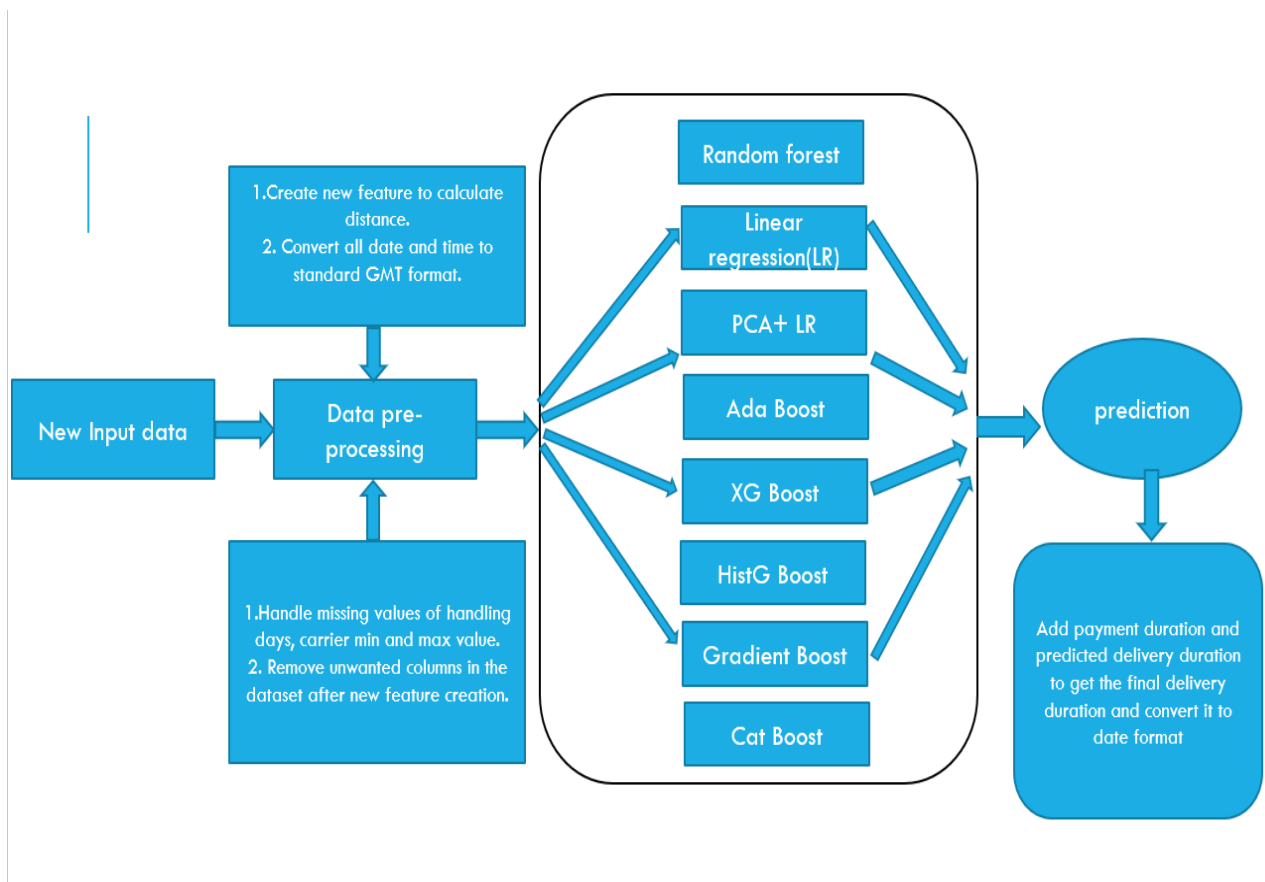 New Input data
1.Create new feature to calculate
distance.
2. Convert all date and time to
standard GMT format.
Data pre-
processing
1.Handle missing values of handling
days, carrier min and max value.
2. Remove unwanted columns in the
dataset after new feature creation.
Random forest
Linear
regression(LR)
PCA+ LR
Ada Boost
XG Boost
HistG Boost
Gradient Boost
Cat Boost
prediction
Add payment duration and
predicted delivery duration
to get the final delivery
duration and convert it to
date format